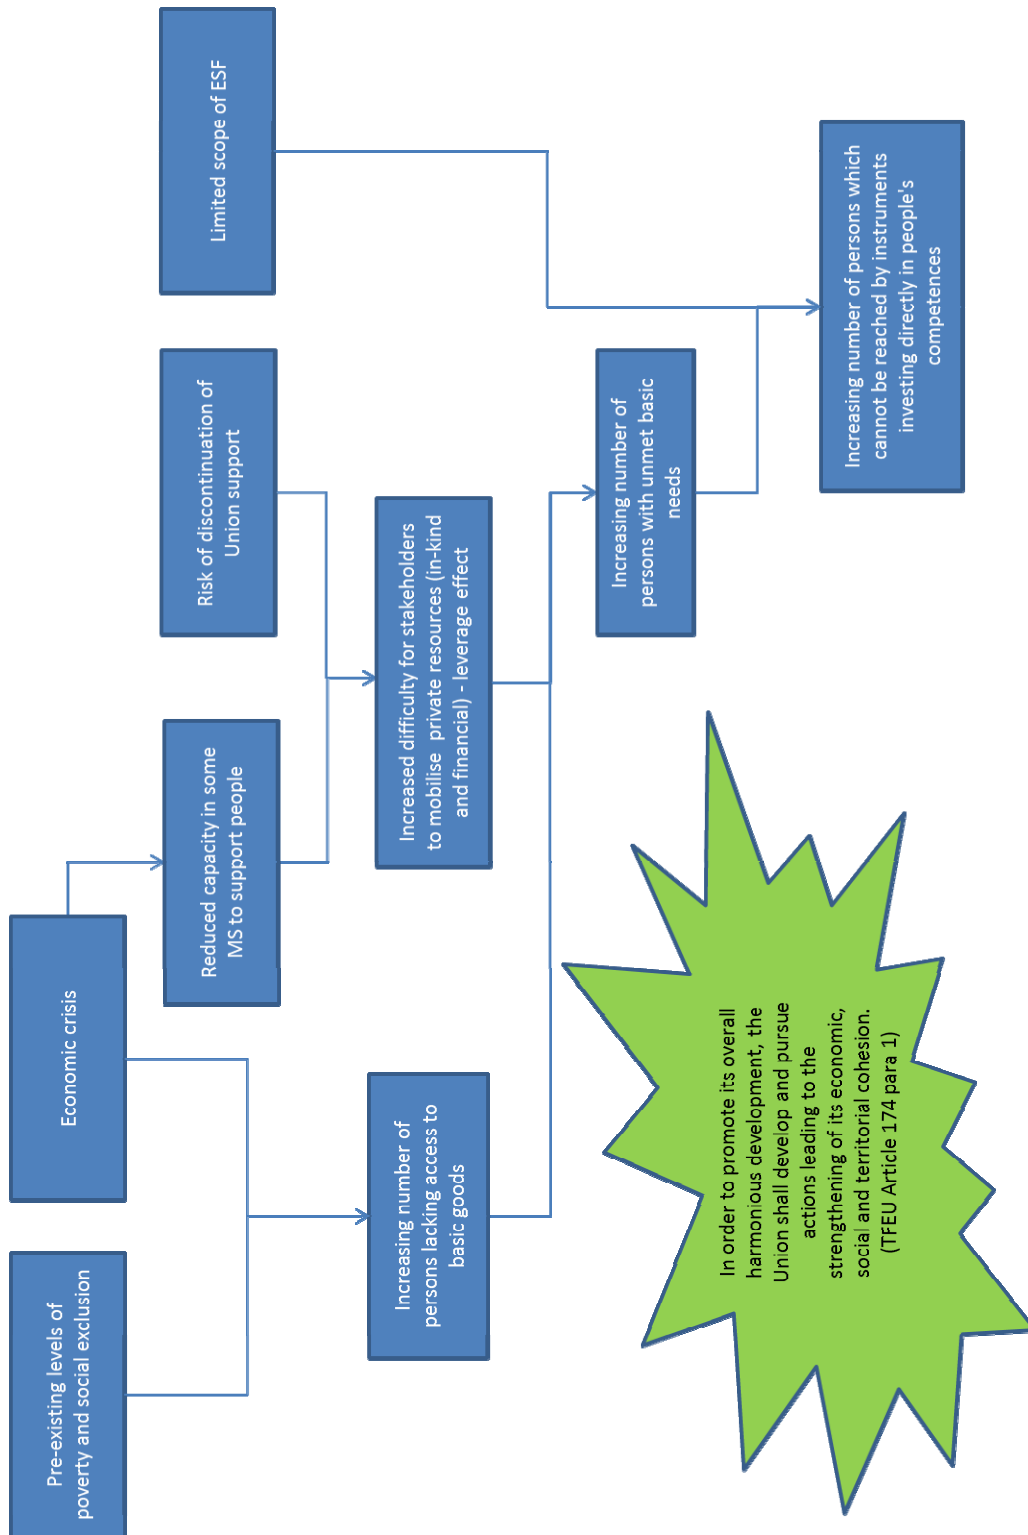 Pre-existing levels of
poverty and social exclusion
Economic crisis
Reduced capacity in some
MS to support people
Risk of discontinuation of
Union support
Limited scope of ESF
Increasing number of
persons lacking access to
basic goods
Increased difficulty for stakeholders
to mobilise private resources (in-kind
and financial) - leverage effect
Increasing number of
persons with unmet basic
needs
Increasing number of persons which
cannot be reached by instruments
investing directly in people's
competences
In order to promote its overall
harmonious development, the
Union shall develop and pursue
actions leading to the
strengthening of its economic,
social and territorial cohesion.
(TFEU Article 174 para 1)